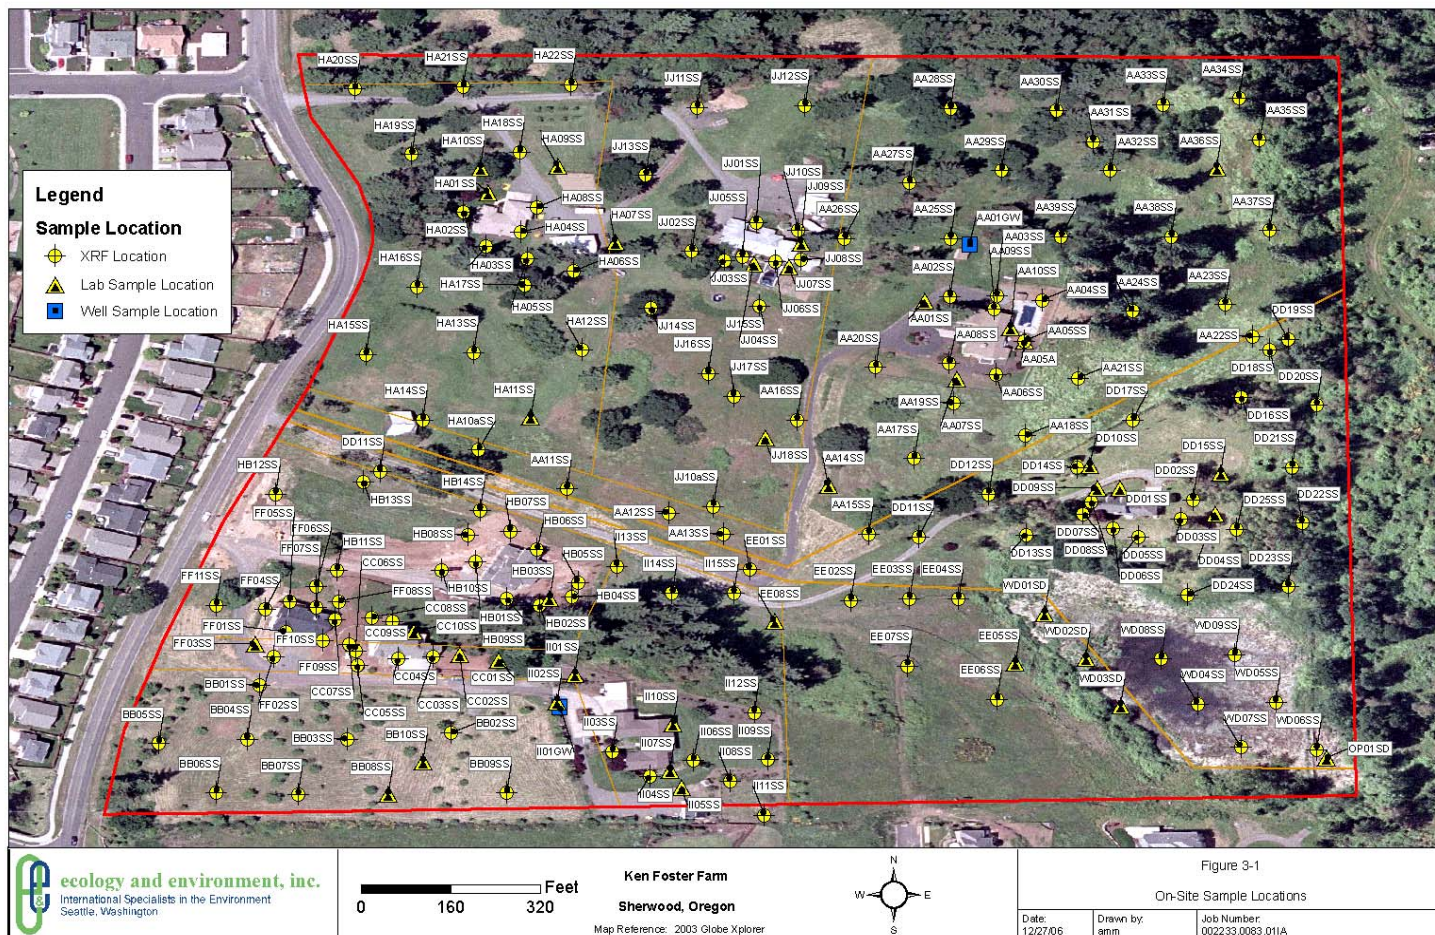 HA20SS
HA21SS
HA22SS
JJ11SS
JJ12SS
AA28SS
AA30SS
AA33SS
AA34SS
AA31SS
AA35SS
HA19SS
HA18SS
HA10SS
HA09SS
JJ13SS
AA29SS
AA32SS
AA36SS
AA27SS
JJ01SS
JJ10SS
JJ09SS
HA01SS
JJ05SS
HA08SS
HA07SS
AA26SS
AA25SS
AA01GW
AA39SS
AA38SS
AA37SS
HA02SS
HA04SS
JJ02SS
AA03SS
AA09SS
HA16SS
HA03SS
HA06SS
JJ03SS
JJ08SS
AA02SS
AA10SS
AA24SS
AA23SS
HA17SS
JJ07SS
AA04SS
HA05SS
JJ06SS
DD19SS
AA01SS
HA15SS
HA13SS
HA12SS
JJ14SS
JJ15SS
JJ04SS
AA08SS
AA05SS
AA22SS
JJ16SS
AA20SS
AA05A
JJ17SS
AA21SS
DD18SS
DD20SS
HA14SS
HA11SS
AA16SS
AA19SS
AA06SS
DD17SS
HA10aSS
AA07SS
DD16SS
AA18SS
DD11SS
AA17SS
DD10SS
DD21SS
JJ18SS
DD15SS
HB12SS
AA11SS
AA14SS
DD12SS
DD14SS
DD02SS
HB14SS
DD09SS
HB13SS
JJ10aSS
DD01SS
DD25SS
DD22SS
FF05SS
HB07SS
AA12SS
AA15SS
DD11SS
FF06SS
HB06SS
DD07SS
HB08SS
II13SS
AA13SS
DD03SS
FF07SS
HB11SS
EE01SS
DD13SS
DD08SS
DD05SS
DD04SS
DD23SS
HB05SS
CC06SS
II14SS
II15SS
EE02SS
EE03SS
EE04SS
DD06SS
FF11SS
FF04SS
HB03SS
WD01SD
DD24SS
HB10SS
FF08SS
HB04SS
EE08SS
CC08SS
HB01SS
FF01SS
CC10SS
HB02SS
CC09SS
HB09SS
EE07SS
EE05SS
WD02SD
WD08SS
WD09SS
FF03SS
FF10SS
II01SS
FF09SS
CC04SS
CC01SS
II02SS
EE06SS
WD03SD
WD04SS
WD05SS
BB01SS
CC07SS
CC02SS
II12SS
FF02SS
CC03SS
BB05SS
BB04SS
CC05SS
II10SS
BB02SS
II03SS
WD07SS
WD06SS
BB03SS
BB10SS
II06SS
II09SS
II07SS
II01GW
II08SS
OP01SD
BB06SS
BB07SS
BB08SS
BB09SS
II04SS
II11SS
II05SS
Legend
Sample Location
XRF Location
Lab Sample Location
Well Sample Location
ecology and environment, inc.
International Specialists in the Environment
Seattle, Washington
Feet
0 160 320
Ken Foster Farm
Sherwood, Oregon
Map Reference: 2003 Globe Xplorer
N
W E
S
Figure 3-1
On-Site Sample Locations
Date:
12/27/06
Drawn by:
amm
Job Number:
002233.0083.01IA